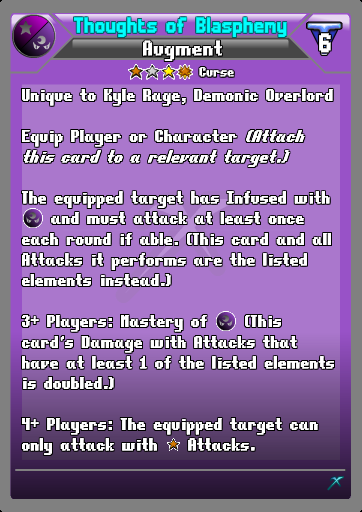 Thoughts of Blasphemy
Augment
6
Curse
Unique to Kyle Rage, Demonic Overlord
Equip Player or Character (Attach
this card to a relevant target.)
The equipped target has Infused with
and must attack at least once
each round if able. (This card and all
Attacks it performs are the listed
elements instead.)
3+ Players: Mastery of (This
card's Damage with Attacks that
have at least 1 of the listed elements
is doubled.)
4+ Players: The equipped target can
only attack with Attacks.